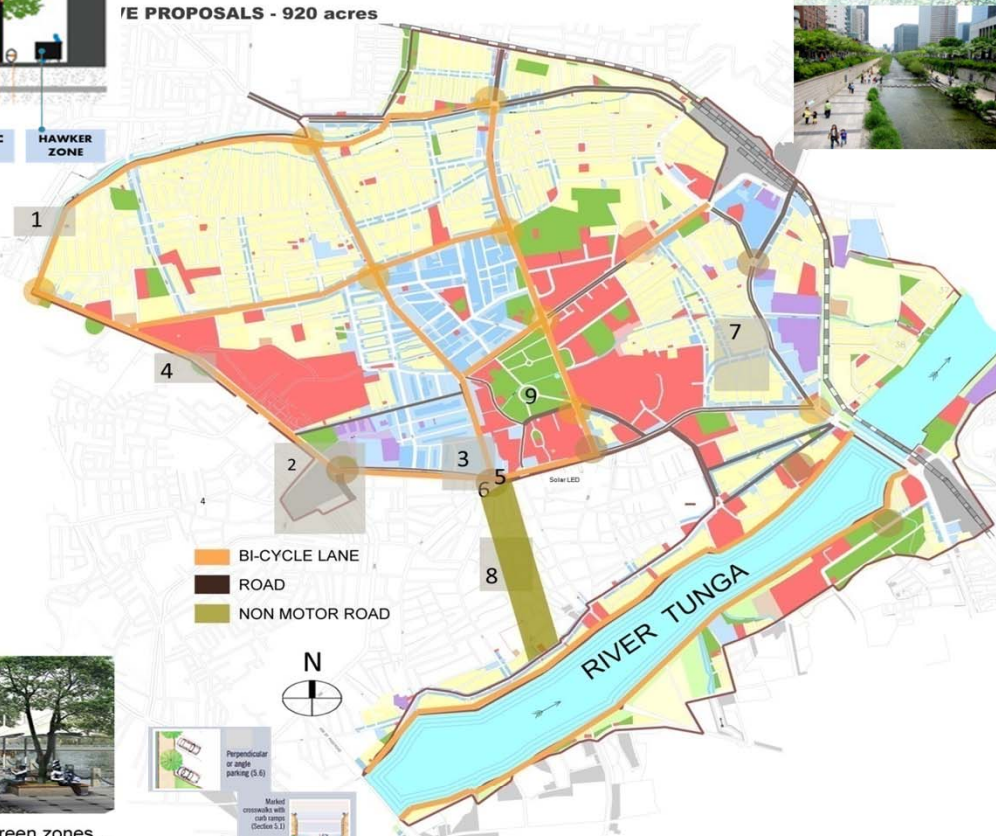 /E PROPOSALS - 920 acres
C
HAWKER
ZONE
1
4
7
9
3
2
5
6
Solar LED
4
8
BI-CYCLE LANE
ROAD
NON MOTOR ROAD
RIVER TUNGA
N
Perpendicular
or angle
parking (5.6)
Marked
crosswalks with
curb ramps
(Section 5.1)
reen zones